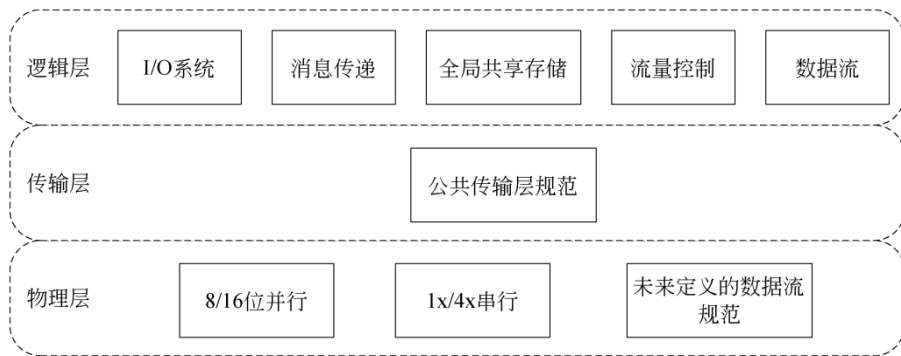 逻辑层
I/O系统
消息传递
全局共享存储
流量控制
数据流
传输层
公共传输层规范
物理层
8/16位并行
1x/4x串行
未来定义的数据流
规范